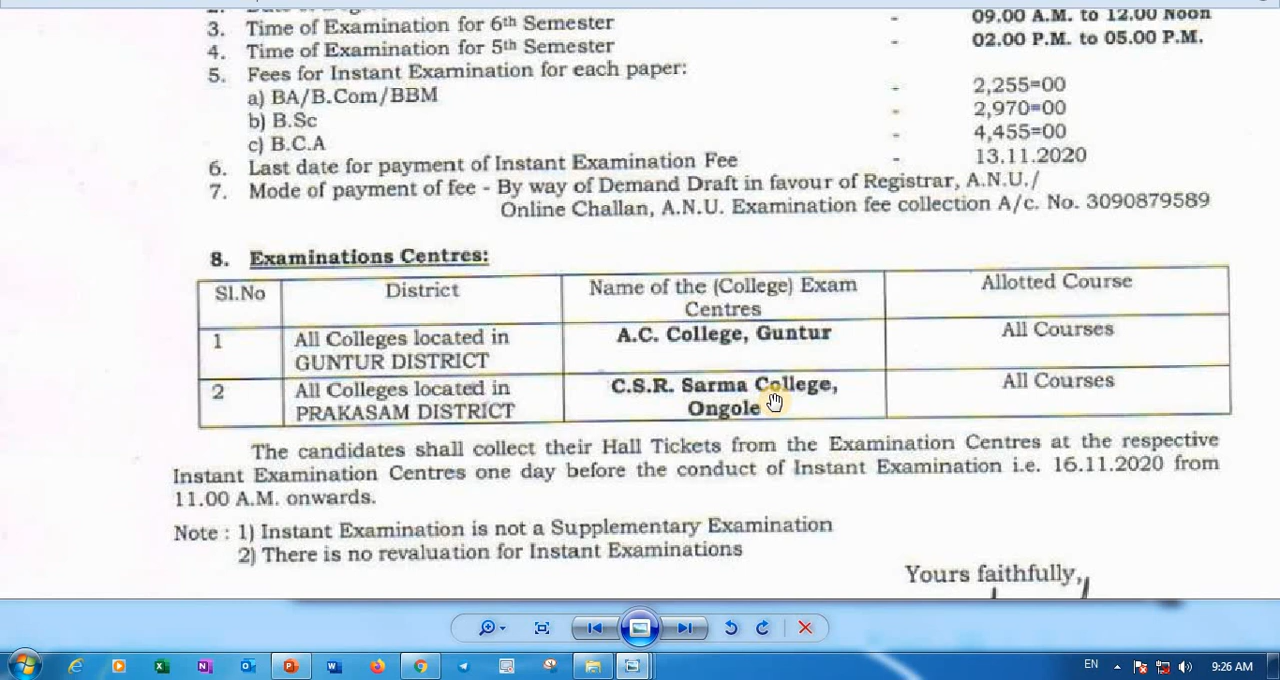 09.00 A.M. to 12.00 Noon
3. Time of Examination for 6th Semester -
4. Time of Examination for 5th Semester - 02.00 P.M. to 05.00 P.M.
5. Fees for Instant Examination for each paper:
a) BA/B.Com/BBM - 2,255=00
b) B.Sc - 2,970=00
c) B.C.A - 4,455=00
6. Last date for payment of Instant Examination Fee - 13.11.2020
7. Mode of payment of fee - By way of Demand Draft in favour of Registrar, A.N.U./
Online Challan, A.N.U. Examination fee collection A/c. No. 3090879589
8. Examinations Centres:
Sl.No District Name of the (College) Exam Centres Allotted Course
1 All Colleges located in GUNTUR DISTRICT A.C. College, Guntur All Courses
2 All Colleges located in PRAKASAM DISTRICT C.S.R. Sarma College, Ongole All Courses
The candidates shall collect their Hall Tickets from the Examination Centres at the respective
Instant Examination Centres one day before the conduct of Instant Examination i.e. 16.11.2020 from
11.00 A.M. onwards.
Note : 1) Instant Examination is not a Supplementary Examination
2) There is no revaluation for Instant Examinations
Yours faithfully,
EN 9:26 AM